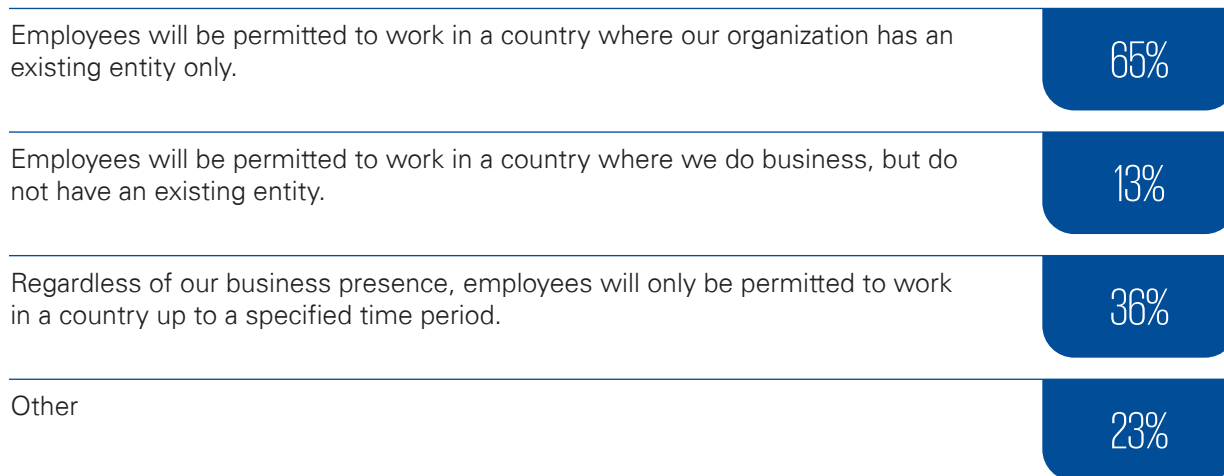 Employees will be permitted to work in a country where our organization has an
existing entity only.
65%
Employees will be permitted to work in a country where we do business, but do
not have an existing entity.
13%
Regardless of our business presence, employees will only be permitted to work
in a country up to a specified time period.
36%
Other
23%